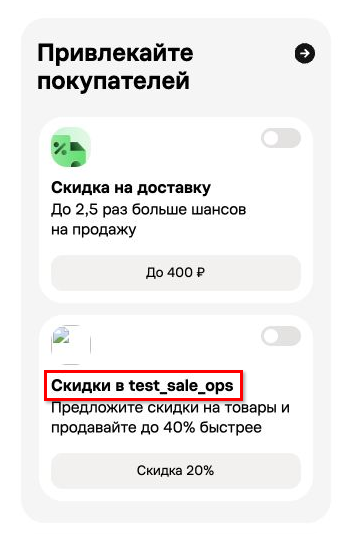 Привлекайте
покупателей
Скидка на доставку
До 2,5 раз больше шансов
на продажу
До 400 ₽
Скидки в test_sale_ops
Предложите скидки на товары и
продавайте до 40% быстрее
Скидка 20%